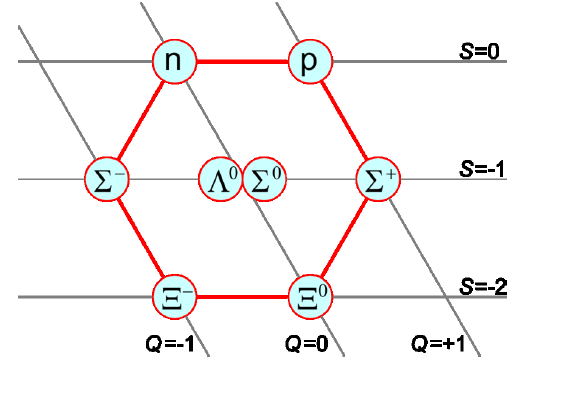 n p S=0
Σ⁻ Λ⁰ Σ⁰ Σ⁺ S=-1
Ξ⁻ Ξ⁰ S=-2
Q=-1 Q=0 Q=+1